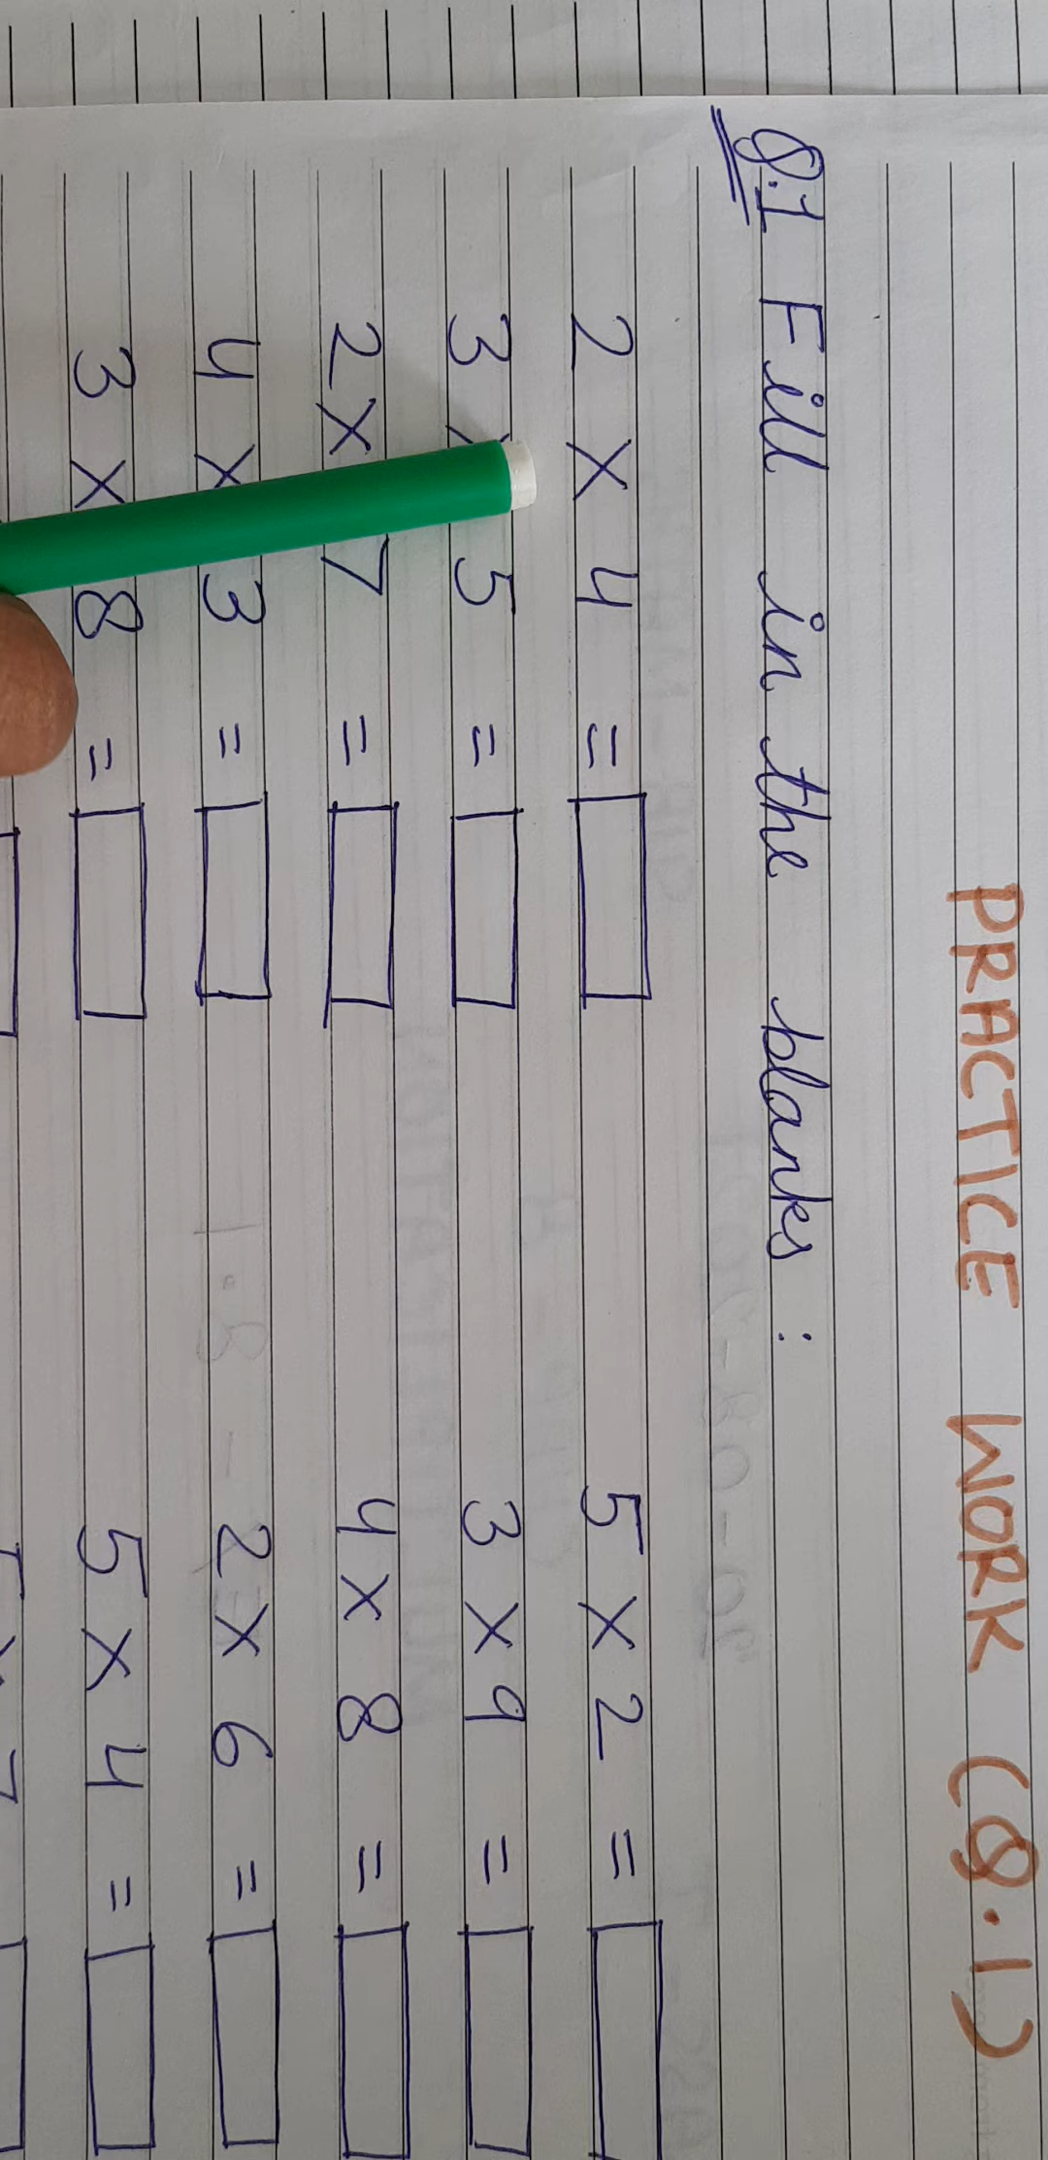 PRACTICE WORK (8.1)
Q.1 Fill in the blanks :
2 × 4 = 5 × 2 =
3 × 5 = 3 × 9 =
2 × 7 = 4 × 8 =
4 × 3 = 2 × 6 =
3 × 8 = 5 × 4 =